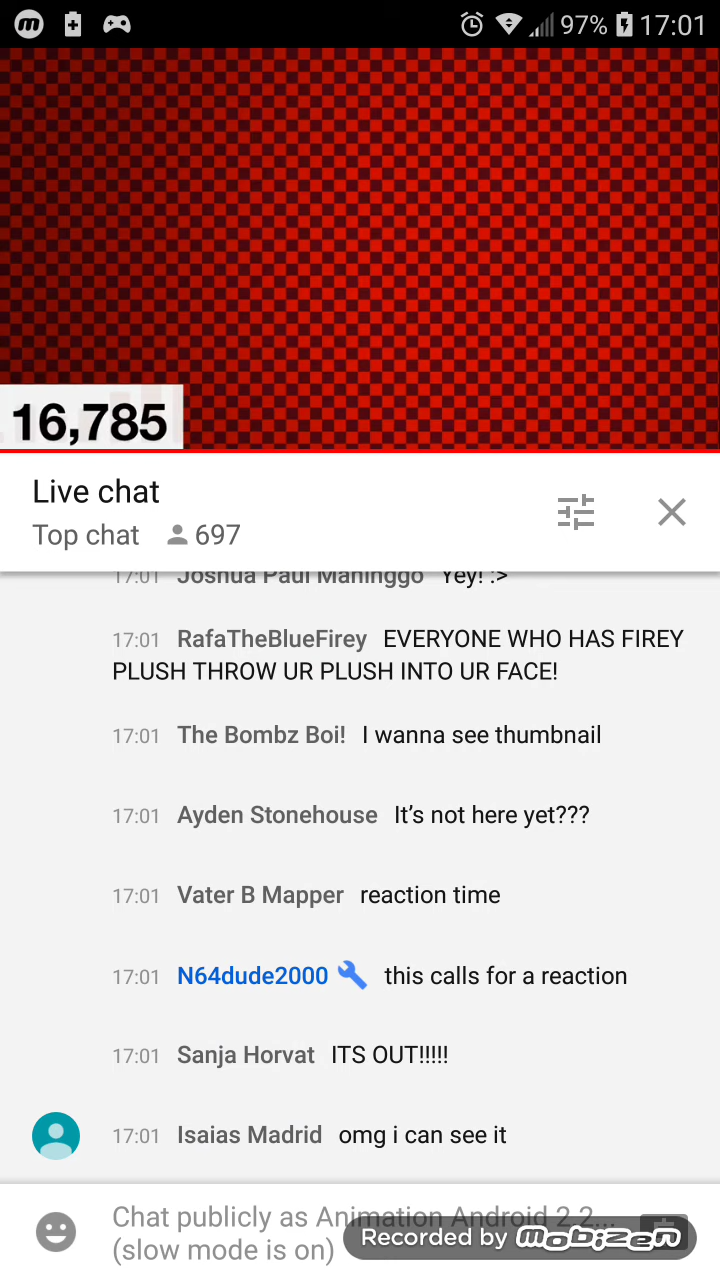 97% 17:01
16,785
Live chat
Top chat 697
17:01 Joshua Paul Maninggo Yey! :>
17:01 RafaTheBlueFirey EVERYONE WHO HAS FIREY
PLUSH THROW UR PLUSH INTO UR FACE!
17:01 The Bombz Boi! I wanna see thumbnail
17:01 Ayden Stonehouse It's not here yet???
17:01 Vater B Mapper reaction time
17:01 N64dude2000 this calls for a reaction
17:01 Sanja Horvat ITS OUT!!!!!
17:01 Isaias Madrid omg i can see it
Chat publicly as Animation Android 2.2...
(slow mode is on)
Recorded by mobizen